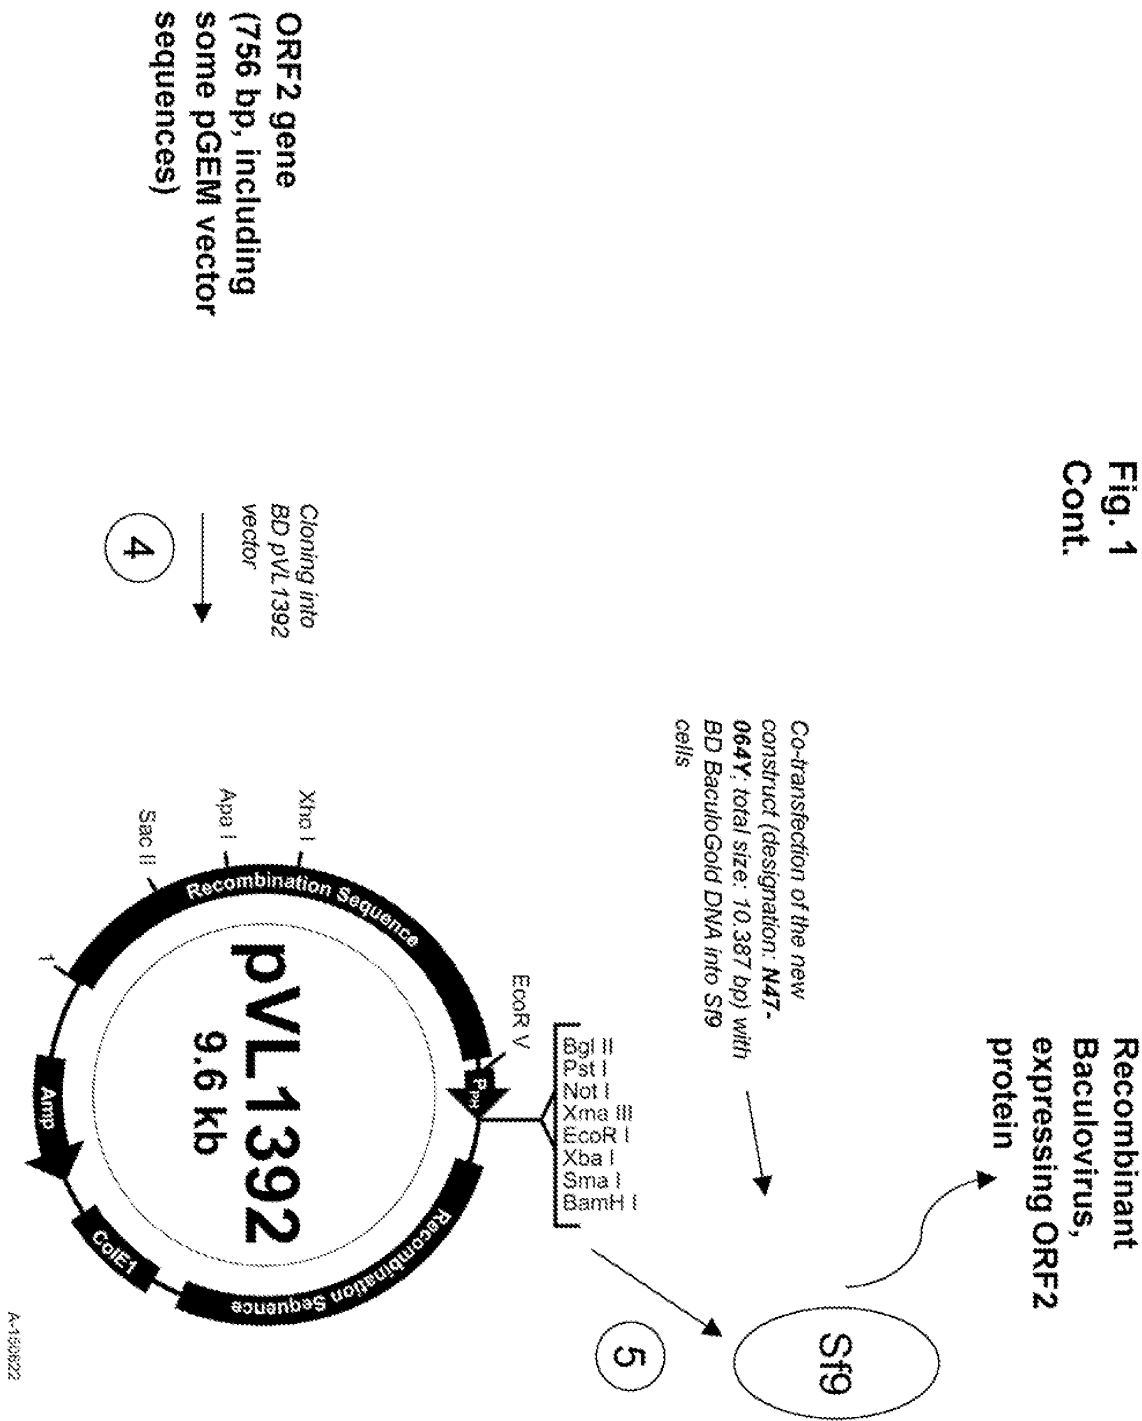 Fig. 1
Cont.
Recombinant
Baculovirus,
expressing ORF2
protein
Co-transfection of the new
construct (designation: N47-
064Y; total size: 10.387 bp) with
BD BaculoGold DNA into Sf9
cells
Sf9
5
ORF2 gene
(756 bp, including
some pGEM vector
sequences)
Cloning into
BD pVL1392
vector
4
Bgl II
Pst I
Not I
Xma III
EcoR I
Xba I
Sma I
BamH I
EcoR V
PPH
Xho I
Apa I
Sac II
1
Recombination Sequence
pVL1392
9.6 kb
Recombination Sequence
Amp
ColE1